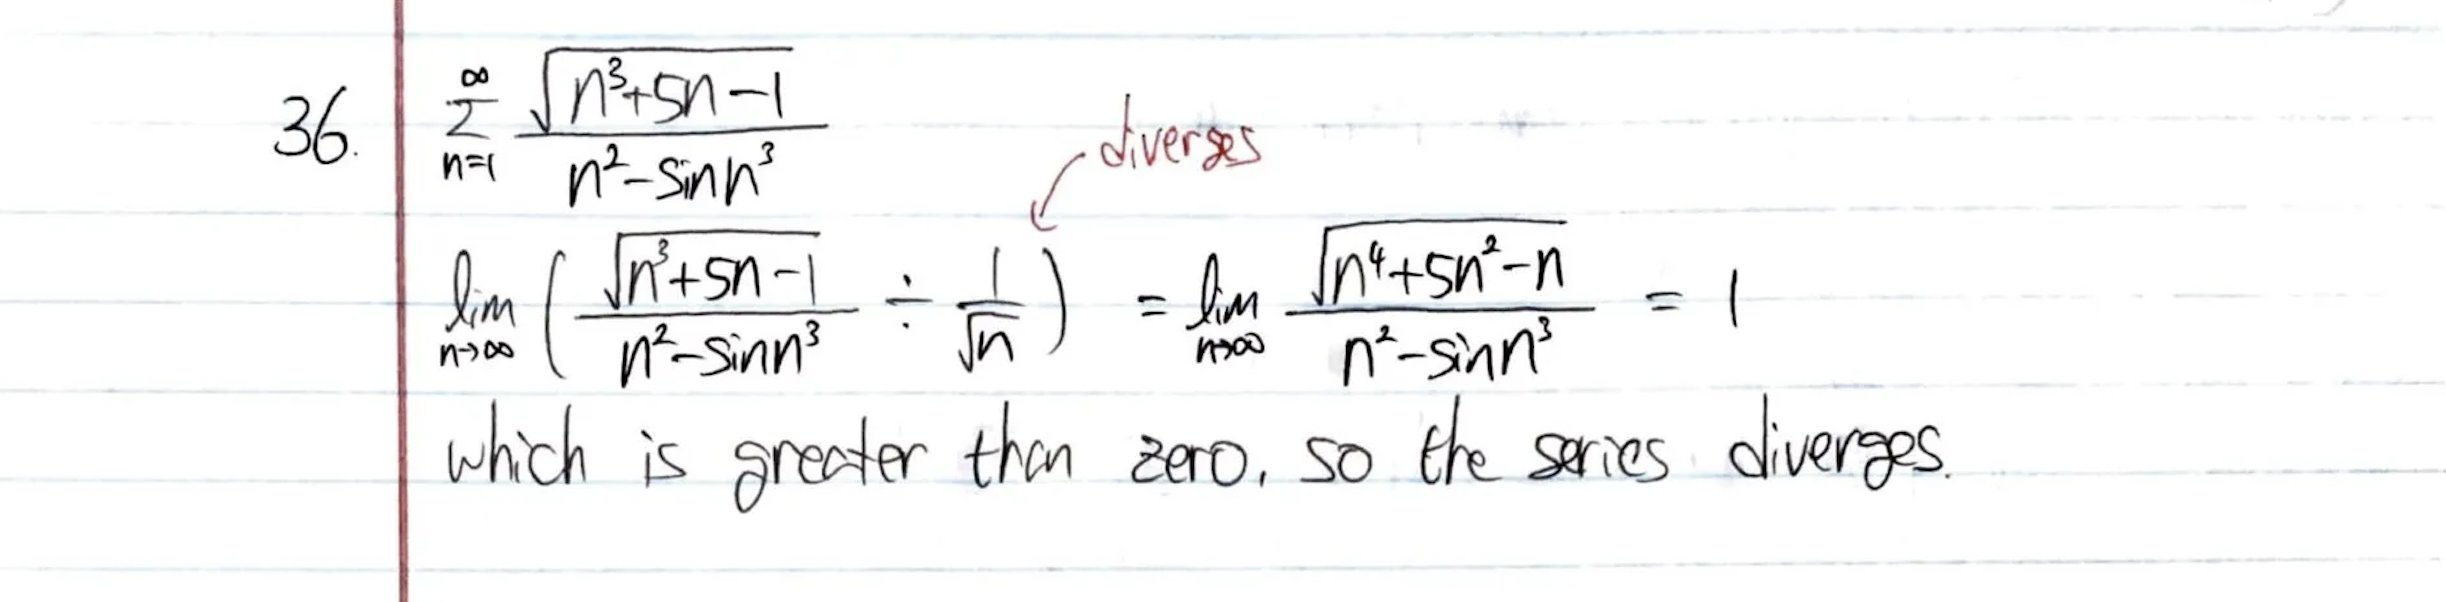 36. $\sum_{n=1}^{\infty} \frac{\sqrt{n^3+5n-1}}{n^2-\sin n^3}$
diverges
$\lim_{n\to\infty} \left( \frac{\sqrt{n^3+5n-1}}{n^2-\sin n^3} \div \frac{1}{\sqrt{n}} \right) = \lim_{n\to\infty} \frac{\sqrt{n^4+5n^2-n}}{n^2-\sin n^3} = 1$
which is greater than zero, so the series diverges.